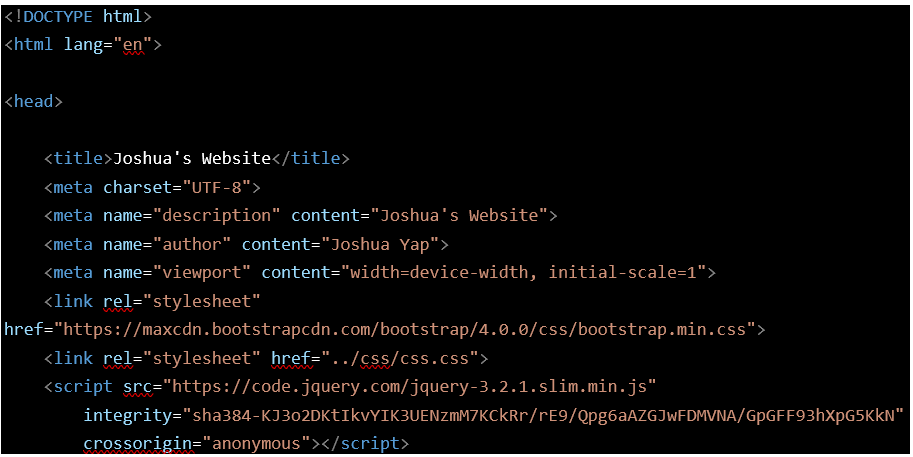 <!DOCTYPE html>
<html lang="en">
<head>
<title>Joshua's Website</title>
<meta charset="UTF-8">
<meta name="description" content="Joshua's Website">
<meta name="author" content="Joshua Yap">
<meta name="viewport" content="width=device-width, initial-scale=1">
<link rel="stylesheet"
href="https://maxcdn.bootstrapcdn.com/bootstrap/4.0.0/css/bootstrap.min.css">
<link rel="stylesheet" href="../css/css.css">
<script src="https://code.jquery.com/jquery-3.2.1.slim.min.js"
integrity="sha384-KJ3o2DKtIkvYIK3UENzmM7KCkRr/rE9/Qpg6aAZGJwFDMVNA/GpGFF93hXpG5KkN"
crossorigin="anonymous"></script>